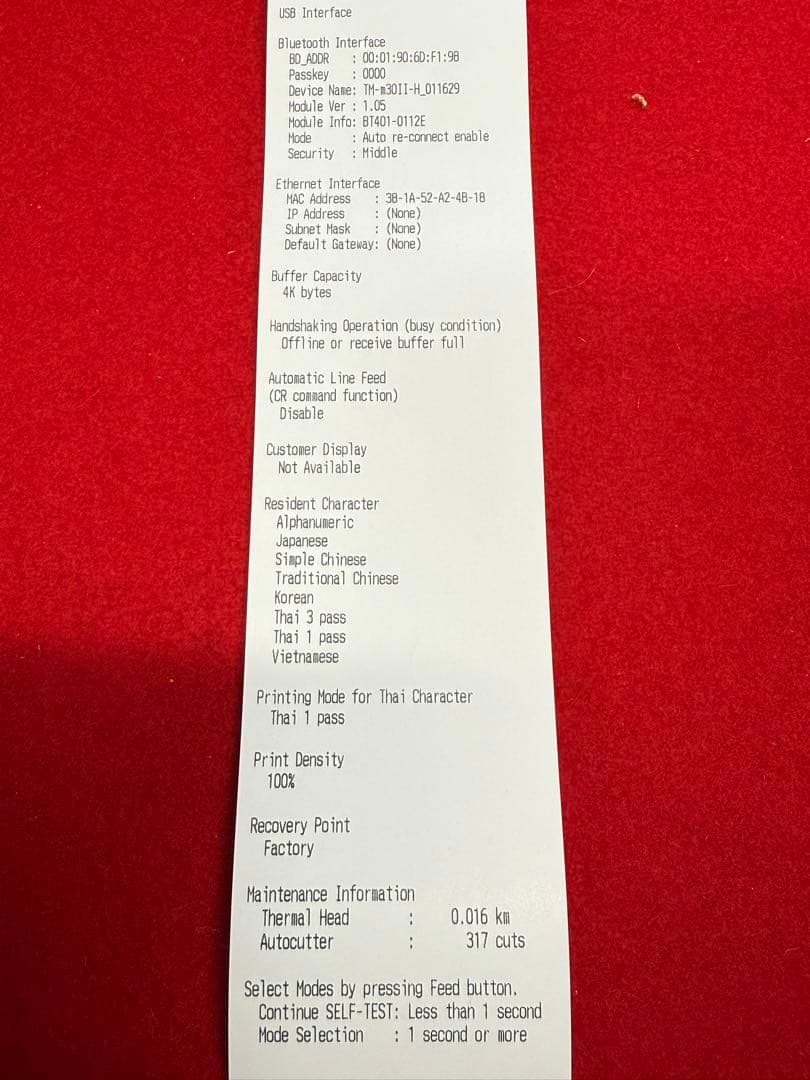 USB Interface
Bluetooth Interface
BD_ADDR : 00:01:90:6D:F1:9B
Passkey : 0000
Device Name: TM-m30II-H_011629
Module Ver : 1.05
Module Info: BT401-0112E
Mode : Auto re-connect enable
Security : Middle
Ethernet Interface
MAC Address : 38-1A-52-A2-4B-18
IP Address : (None)
Subnet Mask : (None)
Default Gateway: (None)
Buffer Capacity
4K bytes
Handshaking Operation (busy condition)
Offline or receive buffer full
Automatic Line Feed
(CR command function)
Disable
Customer Display
Not Available
Resident Character
Alphanumeric
Japanese
Simple Chinese
Traditional Chinese
Korean
Thai 3 pass
Thai 1 pass
Vietnamese
Printing Mode for Thai Character
Thai 1 pass
Print Density
100%
Recovery Point
Factory
Maintenance Information
Thermal Head : 0.016 km
Autocutter : 317 cuts
Select Modes by pressing Feed button.
Continue SELF-TEST: Less than 1 second
Mode Selection : 1 second or more